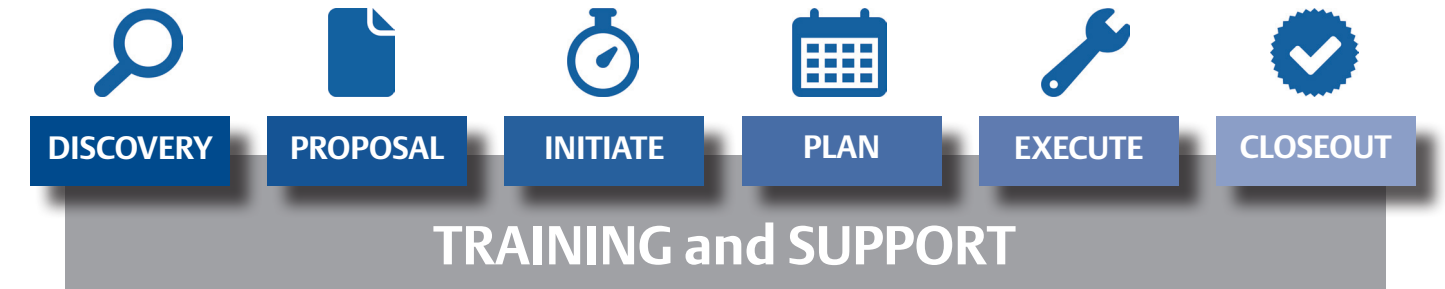 DISCOVERY
PROPOSAL
INITIATE
PLAN
EXECUTE
CLOSEOUT
TRAINING and SUPPORT